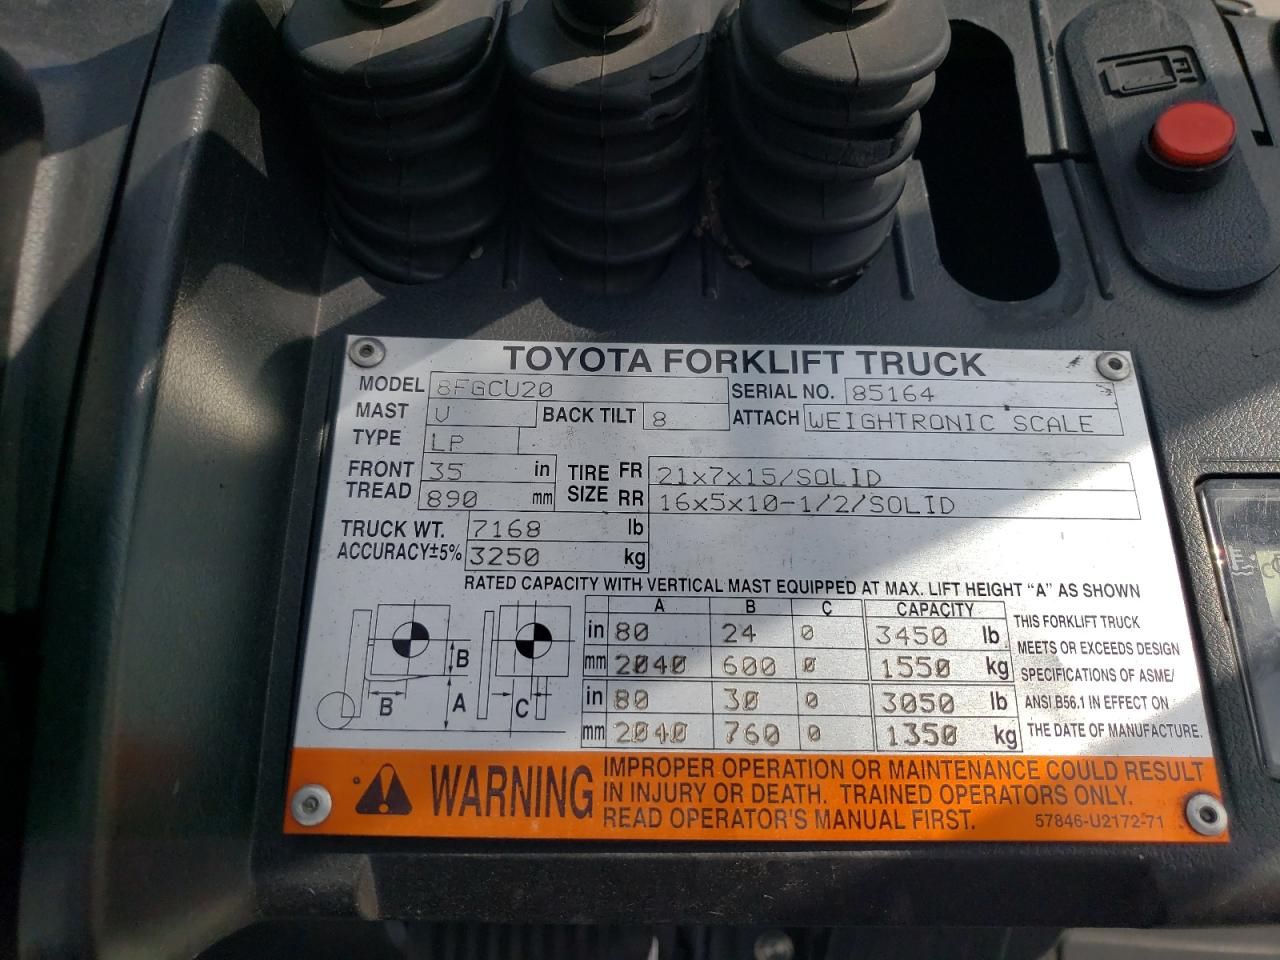 TOYOTA FORKLIFT TRUCK
MODEL 8FGCU20 SERIAL NO. 85164
MAST V BACK TILT 8 ATTACH WEIGHTRONIC SCALE
TYPE LP
FRONT TREAD 35 in TIRE SIZE FR 21x7x15/SOLID
890 mm RR 16x5x10-1/2/SOLID
TRUCK WT. 7168 lb
ACCURACY±5% 3250 kg
RATED CAPACITY WITH VERTICAL MAST EQUIPPED AT MAX. LIFT HEIGHT "A" AS SHOWN
A B C CAPACITY
in 80 24 0 3450 lb
mm 2040 600 0 1550 kg
in 80 30 0 3050 lb
mm 2040 760 0 1350 kg
B
B
A
C
THIS FORKLIFT TRUCK
MEETS OR EXCEEDS DESIGN
SPECIFICATIONS OF ASME/
ANSI B56.1 IN EFFECT ON
THE DATE OF MANUFACTURE.
WARNING
IMPROPER OPERATION OR MAINTENANCE COULD RESULT
IN INJURY OR DEATH. TRAINED OPERATORS ONLY.
READ OPERATOR'S MANUAL FIRST.
57846-U2172-71